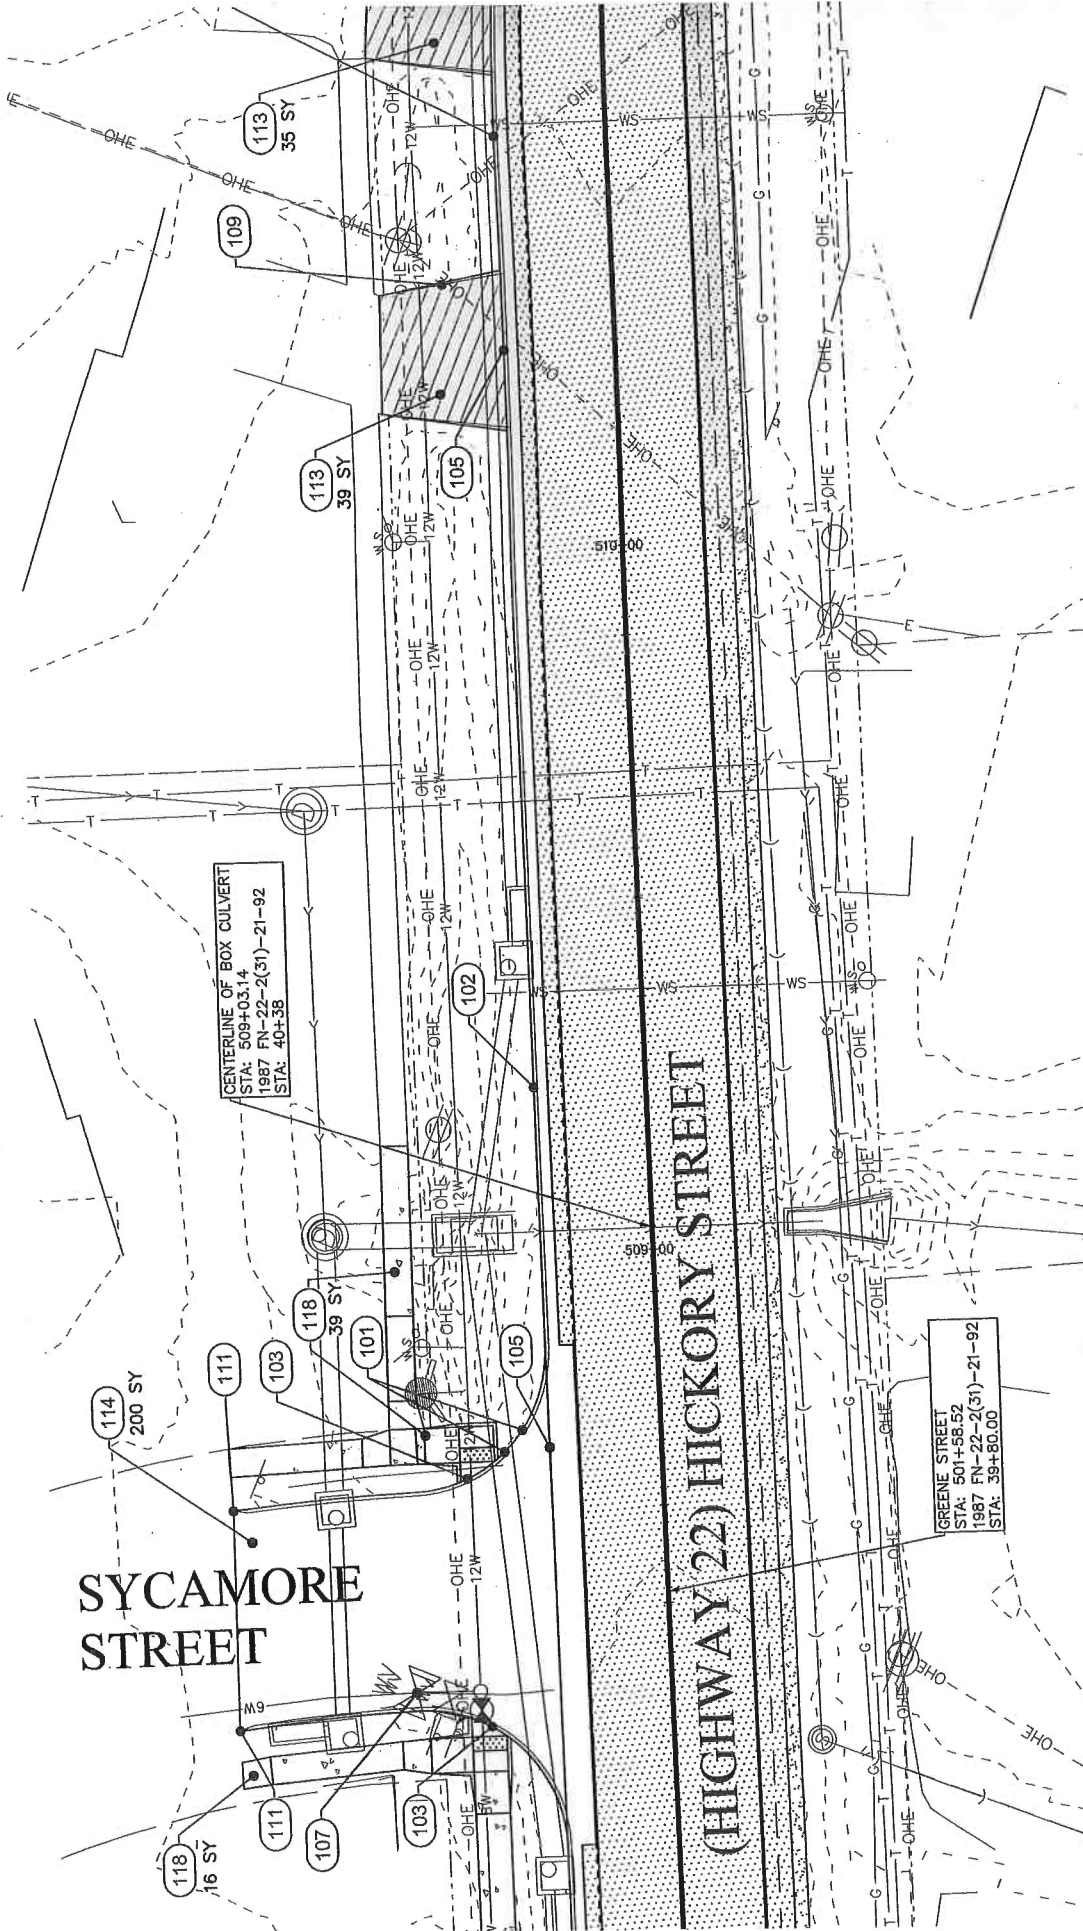 113
35 SY
109
113
39 SY
105
510+00
CENTERLINE OF BOX CULVERT
STA: 509+03.14
1987 FN-22-2(31)-21-92
STA: 40+38
102
118
39 SY
101
509+00
105
103
111
114
200 SY
SYCAMORE
STREET
(HIGHWAY 22) HICKORY STREET
GREENE STREET
STA: 501+58.52
1987 FN-22-2(31)-21-92
STA: 39+80.00
118
16 SY
111
107
103
6W
OHE
12W
WS
G
T
E